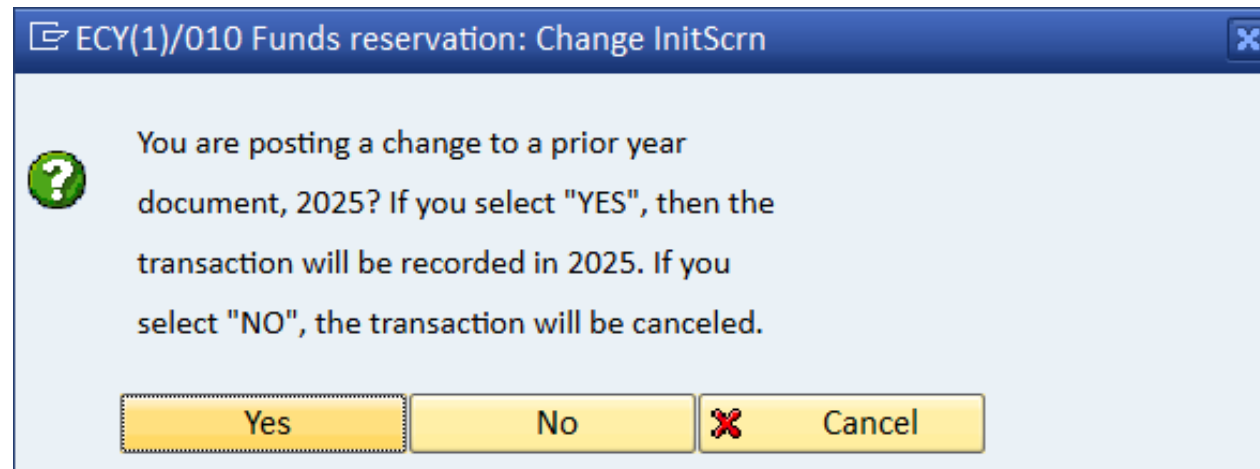 ECY(1)/010 Funds reservation: Change InitScrn
You are posting a change to a prior year
document, 2025? If you select "YES", then the
transaction will be recorded in 2025. If you
select "NO", the transaction will be canceled.
Yes No Cancel